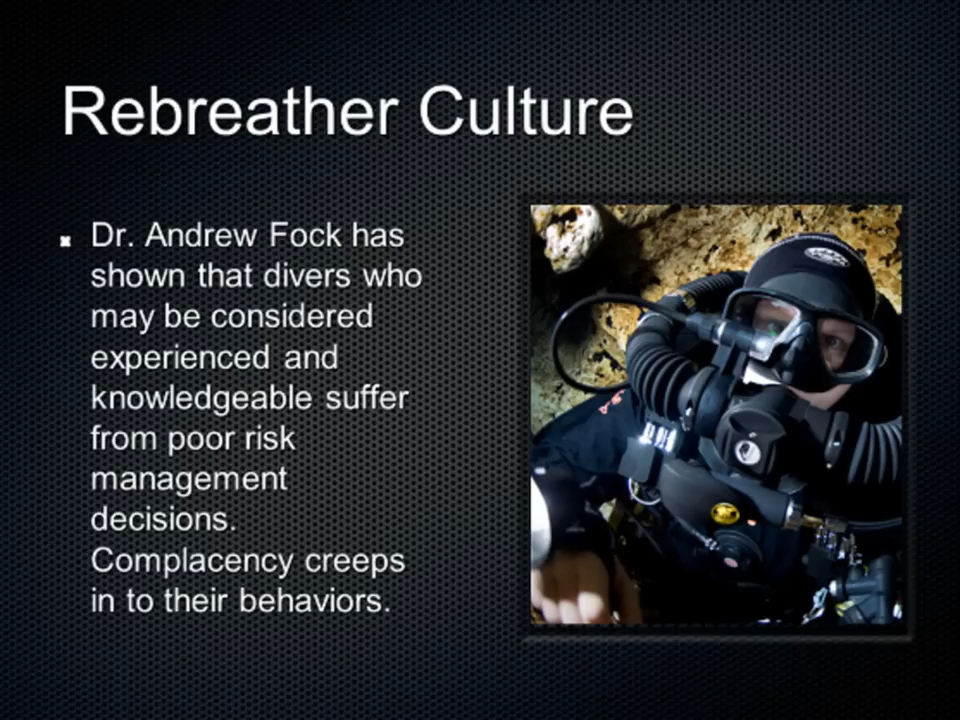 Rebreather Culture
Dr. Andrew Fock has
shown that divers who
may be considered
experienced and
knowledgeable suffer
from poor risk
management
decisions.
Complacency creeps
in to their behaviors.